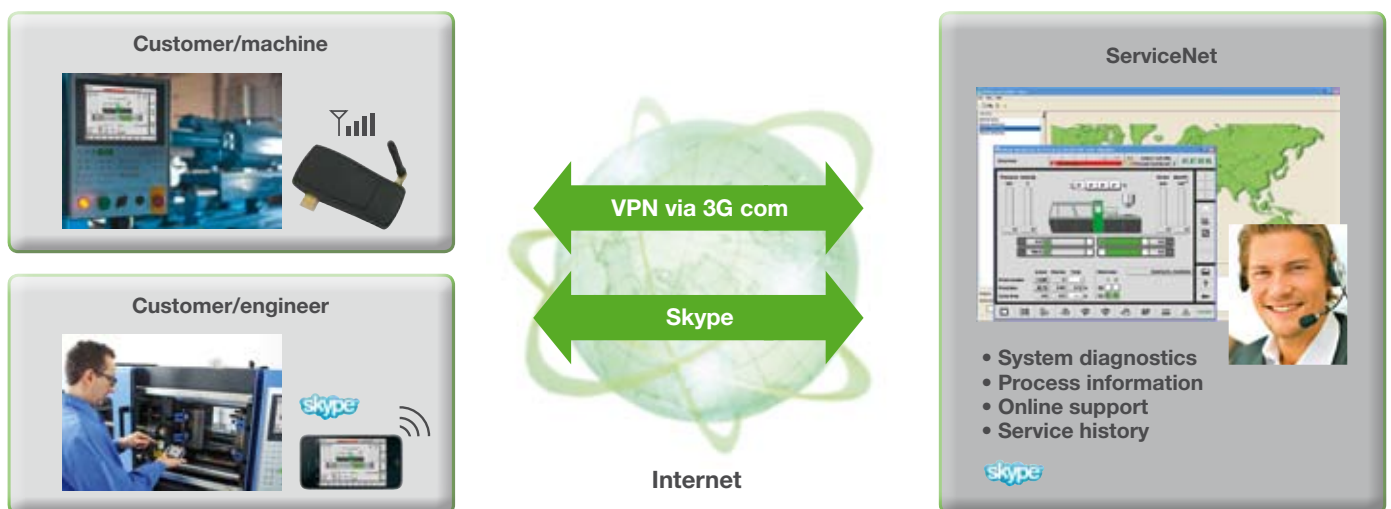 Customer/machine
Customer/engineer
skype
VPN via 3G com
Skype
Internet
ServiceNet
• System diagnostics
• Process information
• Online support
• Service history
skype